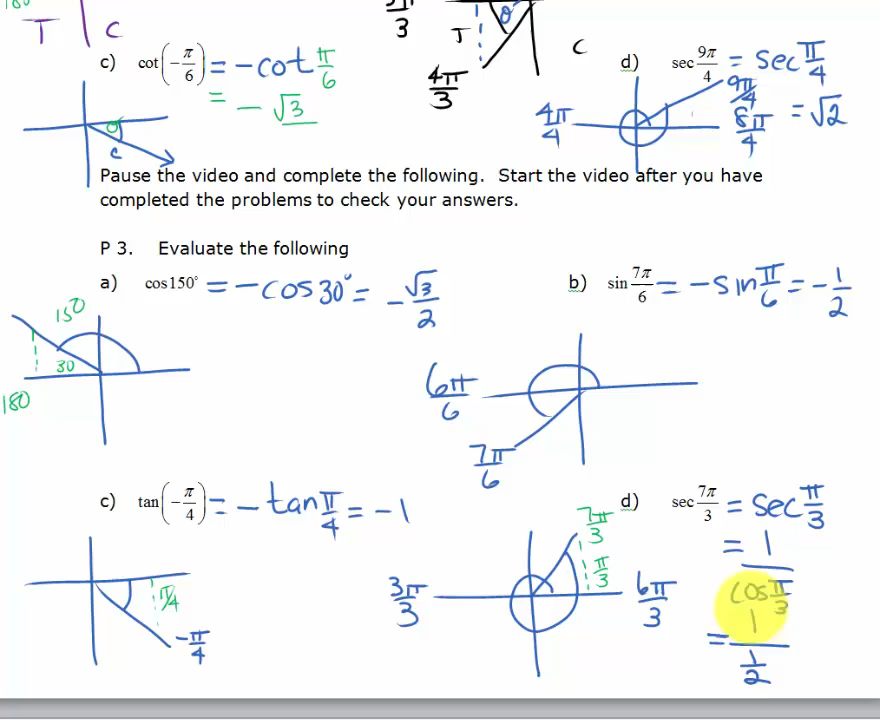 180
T | C
π/3
3
J
θ
C
4π/3
c) cot(-π/6) = -cot π/6
= -√3
θ
C
d) sec 9π/4 = sec π/4
9π/4
4π/4
8π/4
= √2
Pause the video and complete the following. Start the video after you have
completed the problems to check your answers.
P 3. Evaluate the following
a) cos150° = -cos30° = -√3/2
150
30
180
b) sin 7π/6 = -sin π/6 = -1/2
6π/6
7π/6
c) tan(-π/4) = -tan π/4 = -1
π/4
-π/4
d) sec 7π/3 = sec π/3
7π/3
π/3
3π/3
6π/3
= 1/cos π/3
= 1/(1/2)